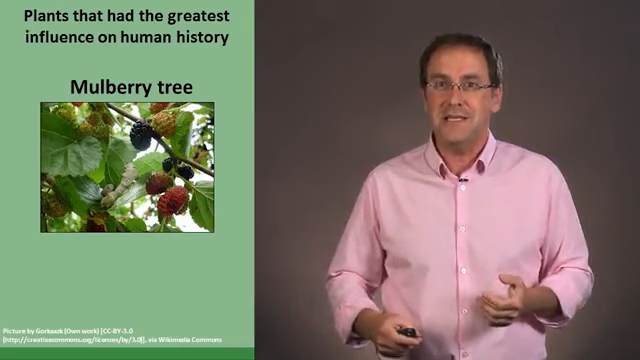 Plants that had the greatest
influence on human history
Mulberry tree
Picture by Gorkaazk [Own work] [CC-BY-3.0
(http://creativecommons.org/licenses/by/3.0)], via Wikimedia Commons